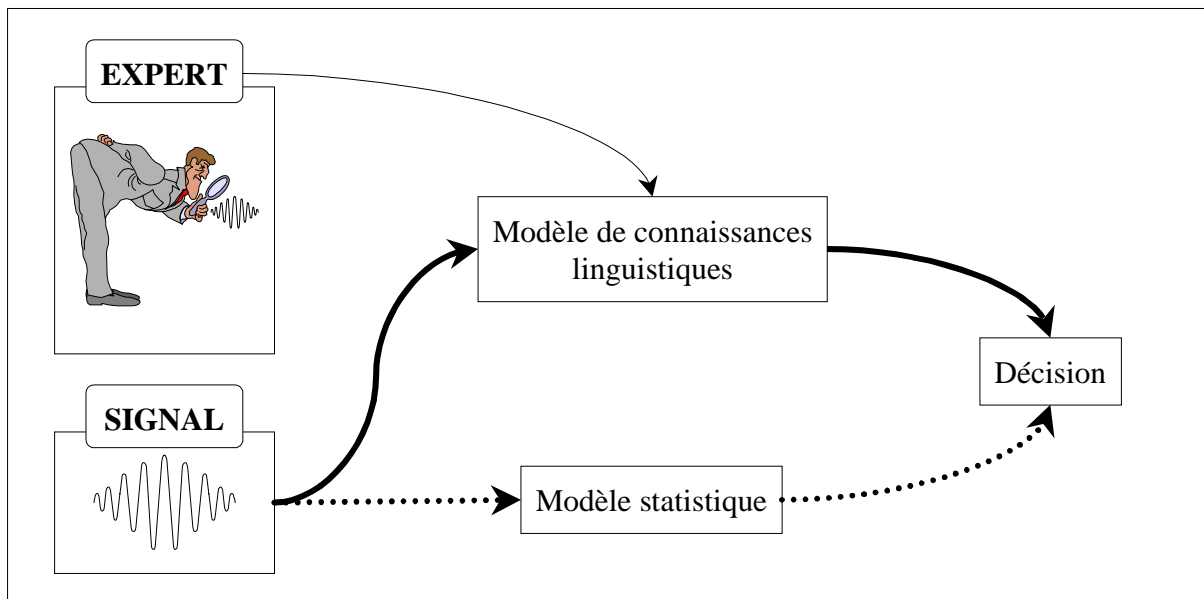 EXPERT
Modèle de connaissances
linguistiques
Décision
SIGNAL
Modèle statistique